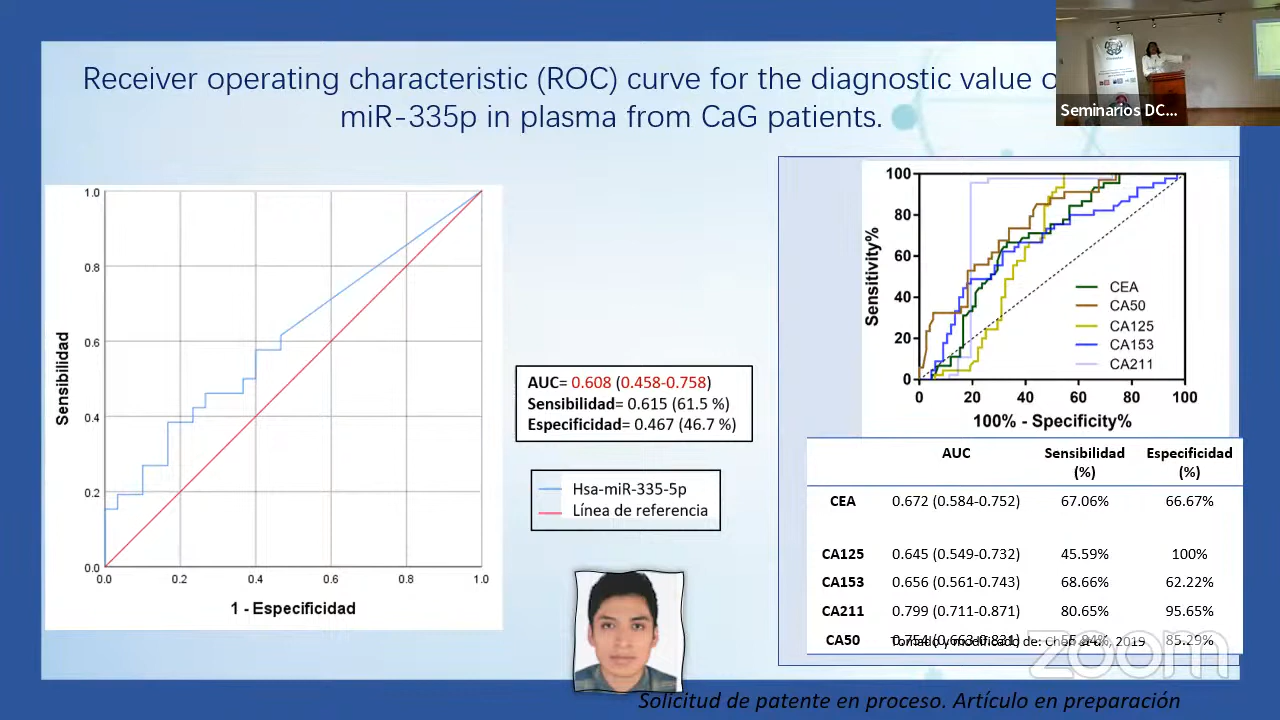 Receiver operating characteristic (ROC) curve for the diagnostic value
miR-335p in plasma from CaG patients.
Seminarios DC...
Sensibilidad
1.0
0.8
0.6
0.4
0.2
0.0
0.0 0.2 0.4 0.6 0.8 1.0
1 - Especificidad
AUC= 0.608 (0.458-0.758)
Sensibilidad= 0.615 (61.5 %)
Especificidad= 0.467 (46.7 %)
Hsa-miR-335-5p
Línea de referencia
Sensitivity%
100
80
60
40
20
0
CEA
CA50
CA125
CA153
CA211
0 20 40 60 80 100
100% - Specificity%
AUC Sensibilidad (%) Especificidad (%)
CEA 0.672 (0.584-0.752) 67.06% 66.67%
CA125 0.645 (0.549-0.732) 45.59% 100%
CA153 0.656 (0.561-0.743) 68.66% 62.22%
CA211 0.799 (0.711-0.871) 80.65% 95.65%
CA50 0.754 (0.663-0.831) 85.29%
Tomado y modificado de: 2019
zoom
Solicitud de patente en proceso. Artículo en preparación